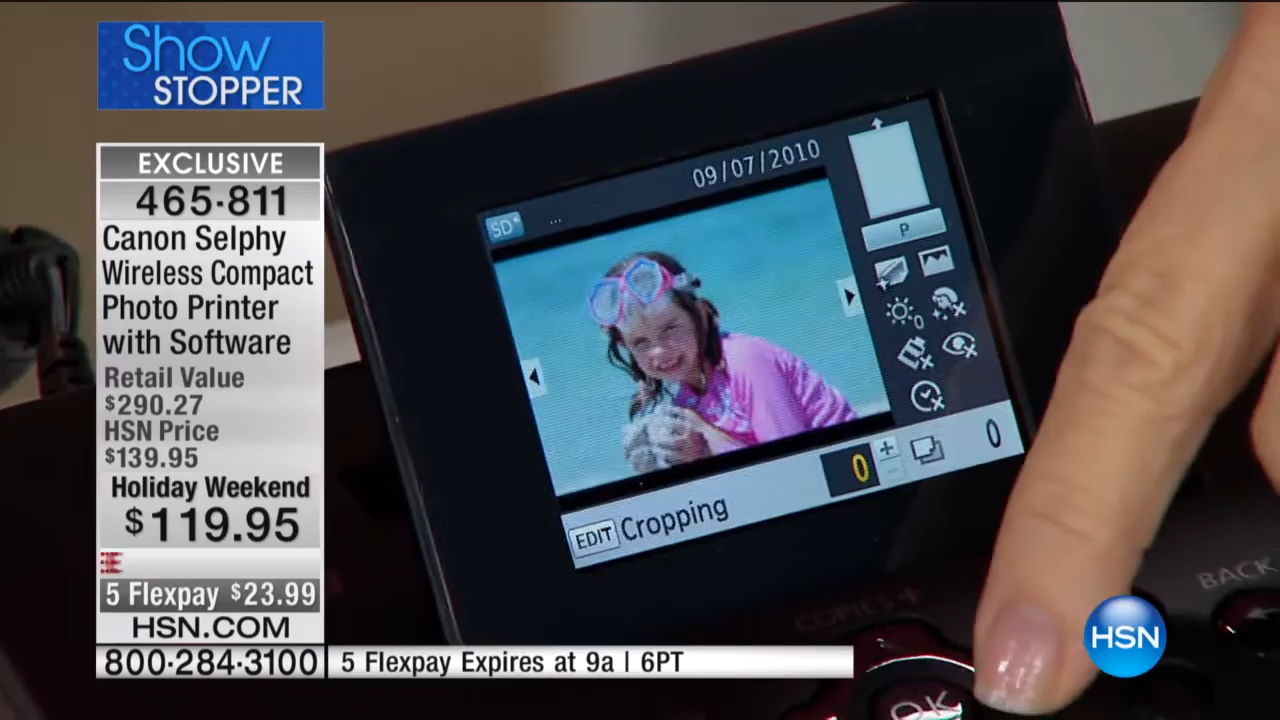 Show
STOPPER
EXCLUSIVE
465·811
Canon Selphy
Wireless Compact
Photo Printer
with Software
Retail Value
$290.27
HSN Price
$139.95
Holiday Weekend
$119.95
5 Flexpay $23.99
HSN.COM
800·284·3100
5 Flexpay Expires at 9a | 6PT
09/07/2010
SD
...
P
0
0
0
EDIT Cropping
COPIES +
BACK
OK
HSN